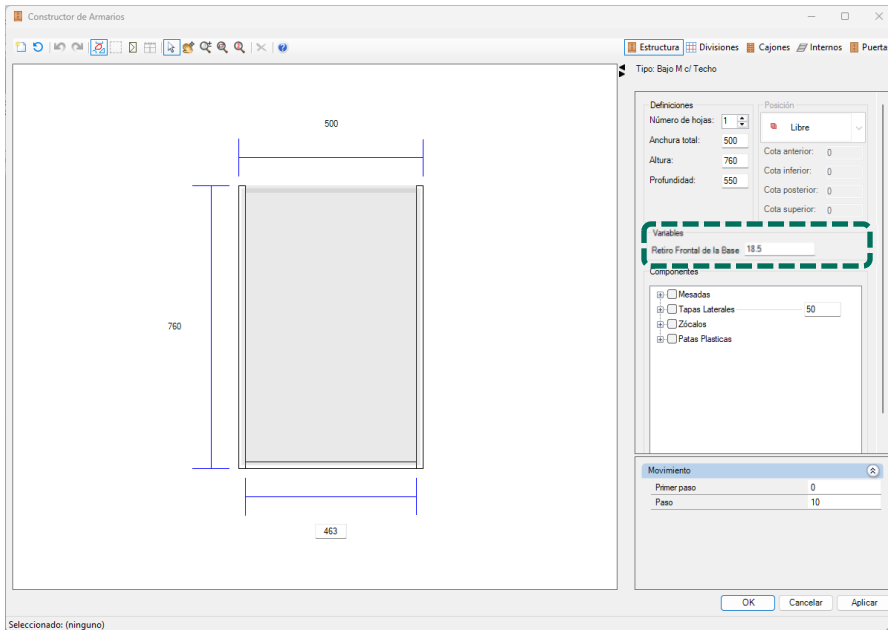 Constructor de Armarios
Estructura Divisiones Cajones Internos Puerta
Tipo: Bajo M c/ Techo
Definiciones
Número de hojas: 1
Anchura total: 500
Altura: 760
Profundidad: 550
Posición
Libre
Cota anterior: 0
Cota inferior: 0
Cota posterior: 0
Cota superior: 0
Variables
Retiro Frontal de la Base 18.5
Componentes
Mesadas
Tapas Laterales 50
Zócalos
Patas Plasticas
500
760
463
Movimiento
Primer paso 0
Paso 10
OK Cancelar Aplicar
Seleccionado: (ninguno)